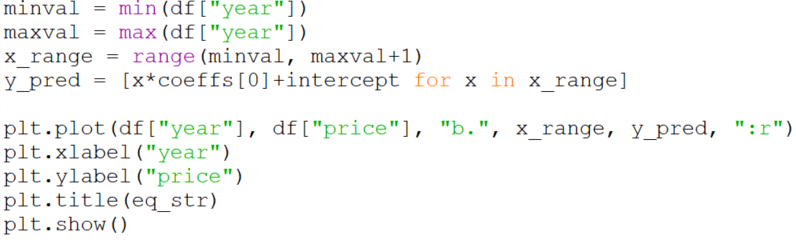 minval = min(df["year"])
maxval = max(df["year"])
x_range = range(minval, maxval+1)
y_pred = [x*coeffs[0]+intercept for x in x_range]
plt.plot(df["year"], df["price"], "b.", x_range, y_pred, ":r")
plt.xlabel("year")
plt.ylabel("price")
plt.title(eq_str)
plt.show()